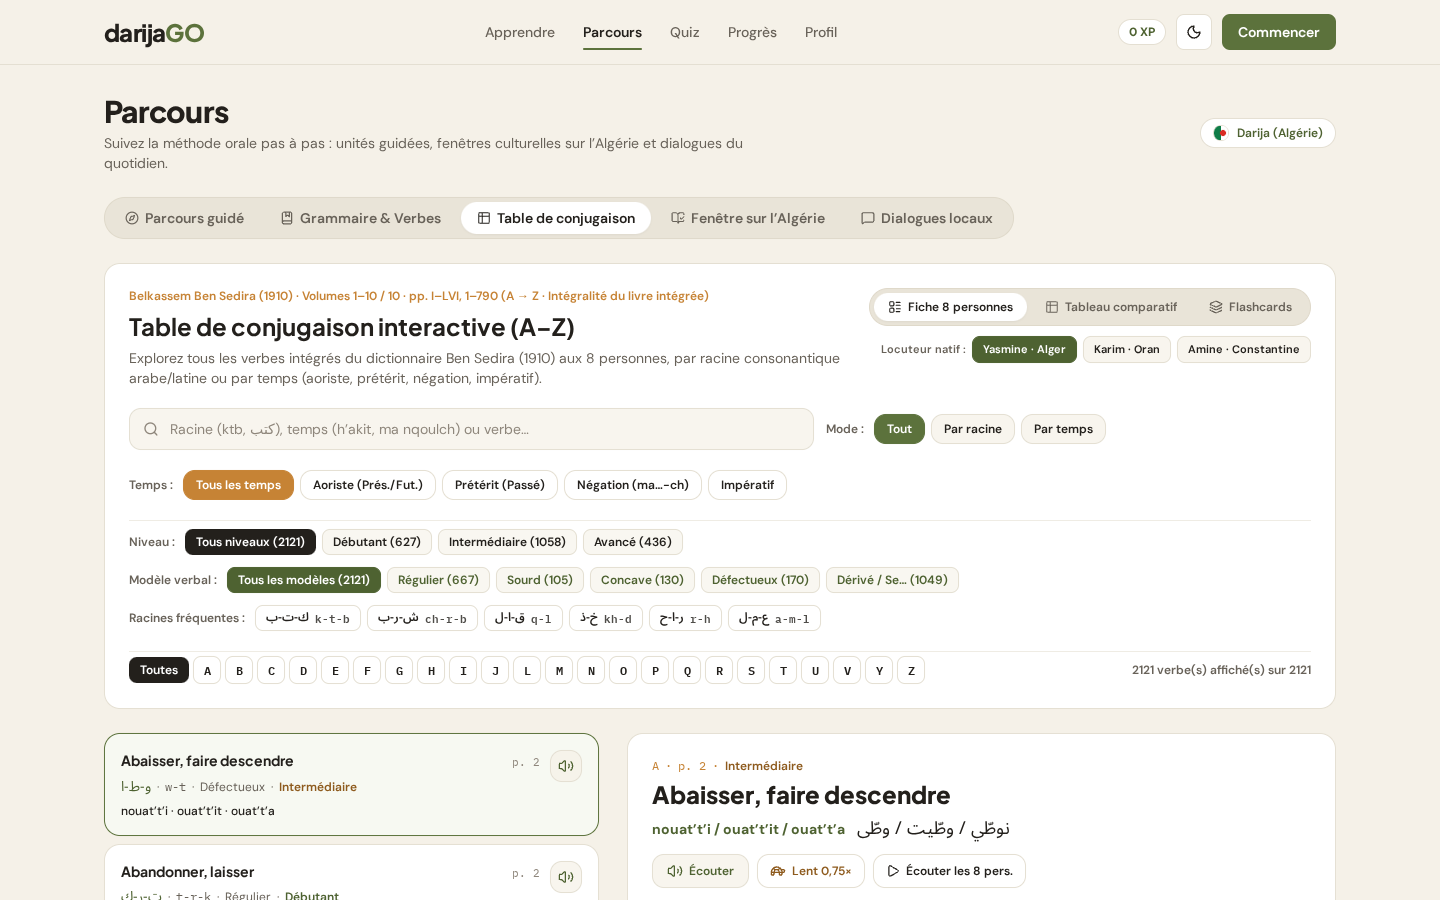 darijaGO
Apprendre
Parcours
Quiz
Progrès
Profil
0 XP
Commencer
Parcours
Suivez la méthode orale pas à pas : unités guidées, fenêtres culturelles sur l’Algérie et dialogues du
quotidien.
Darija (Algérie)
Parcours guidé
Grammaire & Verbes
Table de conjugaison
Fenêtre sur l’Algérie
Dialogues locaux
Belkassem Ben Sedira (1910) · Volumes 1–10 / 10 · pp. I–LVI, 1–790 (A → Z · Intégralité du livre intégrée)
Table de conjugaison interactive (A–Z)
Explorez tous les verbes intégrés du dictionnaire Ben Sedira (1910) aux 8 personnes, par racine consonantique
arabe/latine ou par temps (aoriste, prétérit, négation, impératif).
Fiche 8 personnes
Tableau comparatif
Flashcards
Locuteur natif :
Yasmine · Alger
Karim · Oran
Amine · Constantine
Racine (ktb, كتب), temps (h’akit, ma nqoulch) ou verbe…
Mode :
Tout
Par racine
Par temps
Temps :
Tous les temps
Aoriste (Prés./Fut.)
Prétérit (Passé)
Négation (ma…-ch)
Impératif
Niveau :
Tous niveaux (2121)
Débutant (627)
Intermédiaire (1058)
Avancé (436)
Modèle verbal :
Tous les modèles (2121)
Régulier (667)
Sourd (105)
Concave (130)
Défectueux (170)
Dérivé / Se… (1049)
Racines fréquentes :
ك-ت-ب k-t-b
ش-ر-ب ch-r-b
ق-ا-ل q-l
خ-ذ kh-d
ر-ا-ح r-h
ع-م-ل a-m-l
Toutes
A
B
C
D
E
F
G
H
I
J
L
M
N
O
P
Q
R
S
T
U
V
Y
Z
2121 verbe(s) affiché(s) sur 2121
Abaisser, faire descendre
p. 2
و-ط-ا · w-t · Défectueux · Intermédiaire
nouat’t’i · ouat’t’it · ouat’t’a
Abandonner, laisser
p. 2
ت-ر-ك · t-r-k · Régulier · Débutant
A · p. 2 · Intermédiaire
Abaisser, faire descendre
nouat’t’i / ouat’t’it / ouat’t’a
نوطّي / وطّيت / وطّى
Écouter
Lent 0,75×
Écouter les 8 pers.